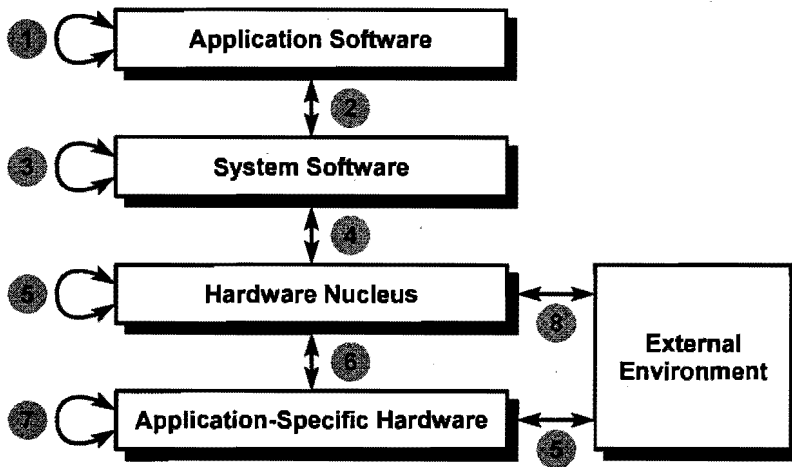 1
Application Software
2
3
System Software
4
5
Hardware Nucleus
8
6
External
Environment
7
Application-Specific Hardware
5